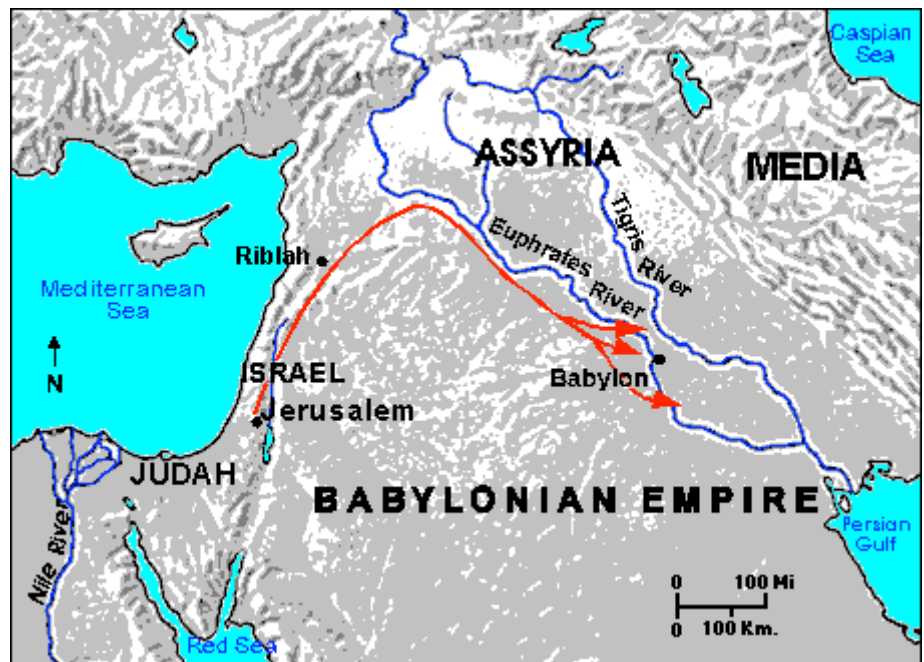 Caspian
Sea
ASSYRIA
MEDIA
Tigris
River
Euphrates
River
Riblah
Mediterranean
Sea
N
ISRAEL
Babylon
Jerusalem
JUDAH
BABYLONIAN EMPIRE
Persian
Gulf
Nile River
0 100 Mi
0 100 Km.
Red Sea